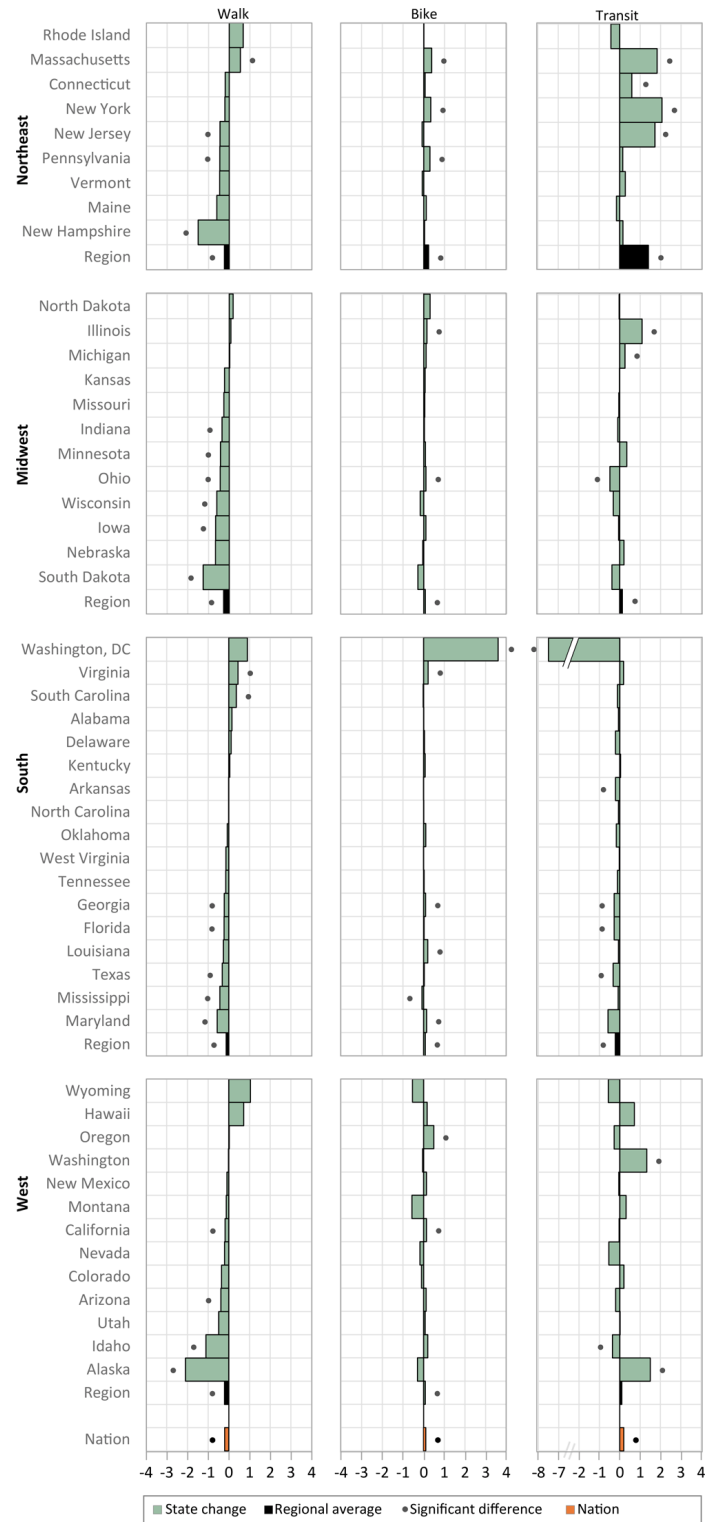 Walk Bike Transit
Northeast
Rhode Island
Massachusetts
Connecticut
New York
New Jersey
Pennsylvania
Vermont
Maine
New Hampshire
Region
Midwest
North Dakota
Illinois
Michigan
Kansas
Missouri
Indiana
Minnesota
Ohio
Wisconsin
Iowa
Nebraska
South Dakota
Region
South
Washington, DC
Virginia
South Carolina
Alabama
Delaware
Kentucky
Arkansas
North Carolina
Oklahoma
West Virginia
Tennessee
Georgia
Florida
Louisiana
Texas
Mississippi
Maryland
Region
West
Wyoming
Hawaii
Oregon
Washington
New Mexico
Montana
California
Nevada
Colorado
Arizona
Utah
Idaho
Alaska
Region
Nation
-4 -3 -2 -1 0 1 2 3 4 -4 -3 -2 -1 0 1 2 3 4 -8 -7 -2 -1 0 1 2 3 4
State change Regional average Significant difference Nation